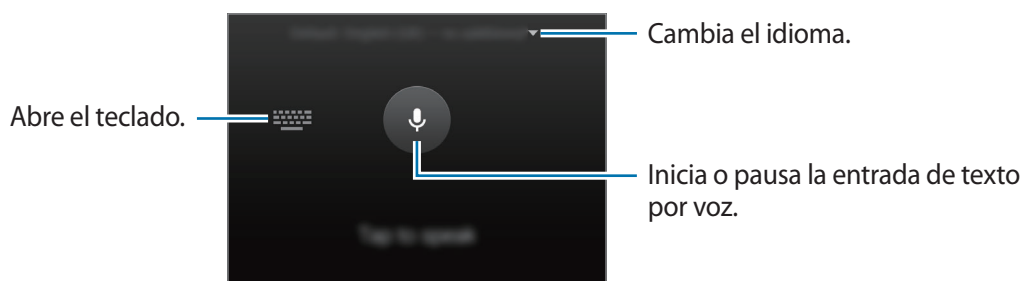 Cambia el idioma.
Abre el teclado.
Inicia o pausa la entrada de texto
por voz.
Tap to speak